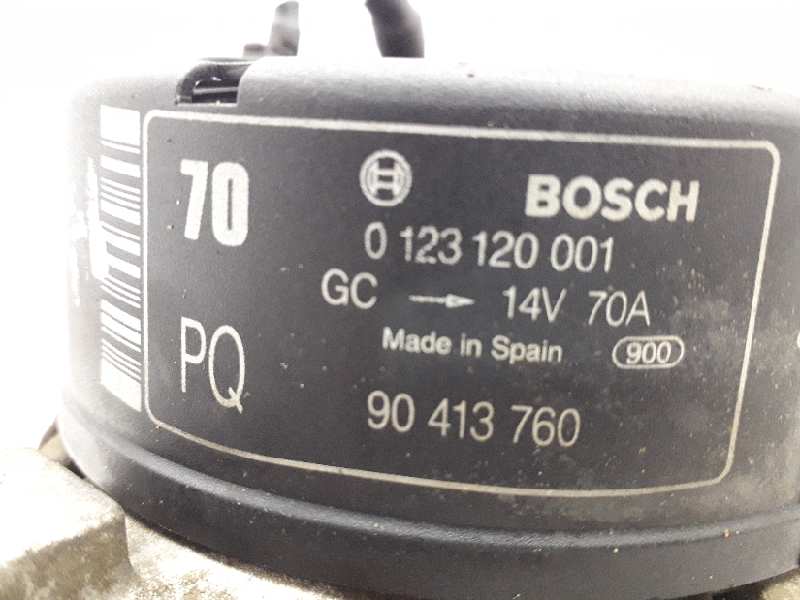 70 BOSCH
0 123 120 001
GC → 14V 70A
Made in Spain 900
PQ
90 413 760